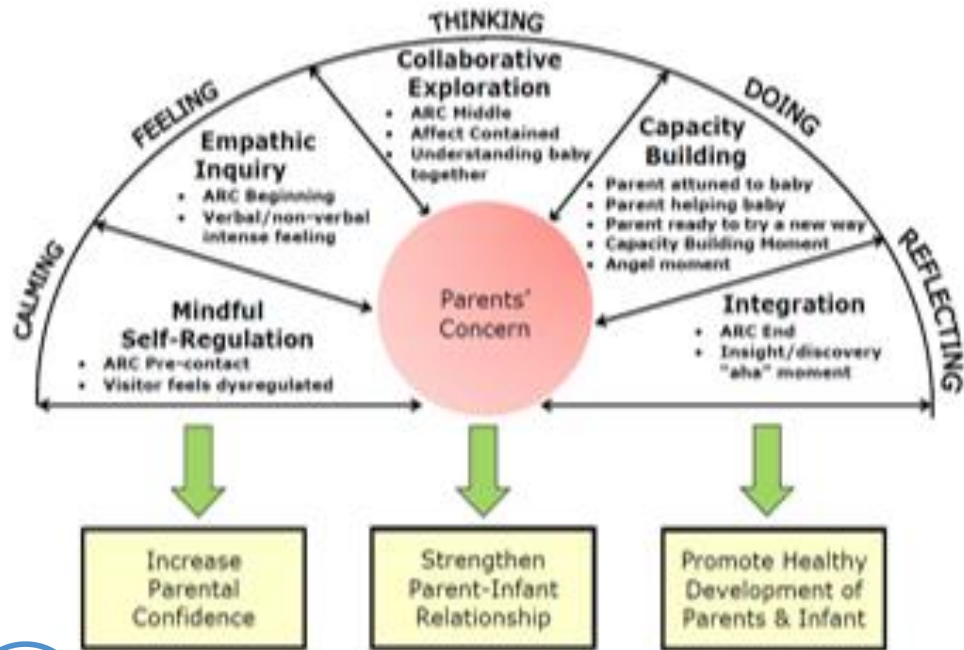 THINKING
FEELING
DOING
CALMING
REFLECTING
Collaborative
Exploration
• ARC Middle
• Affect Contained
• Understanding baby
together
Empathic
Inquiry
• ARC Beginning
• Verbal/non-verbal
intense feeling
Capacity
Building
• Parent attuned to baby
• Parent helping baby
• Parent ready to try a new way
• Capacity Building Moment
• Angel moment
Mindful
Self-Regulation
• ARC Pre-contact
• Visitor feels dysregulated
Parents'
Concern
Integration
• ARC End
• Insight/discovery
"aha" moment
Increase
Parental
Confidence
Strengthen
Parent-Infant
Relationship
Promote Healthy
Development of
Parents & Infant